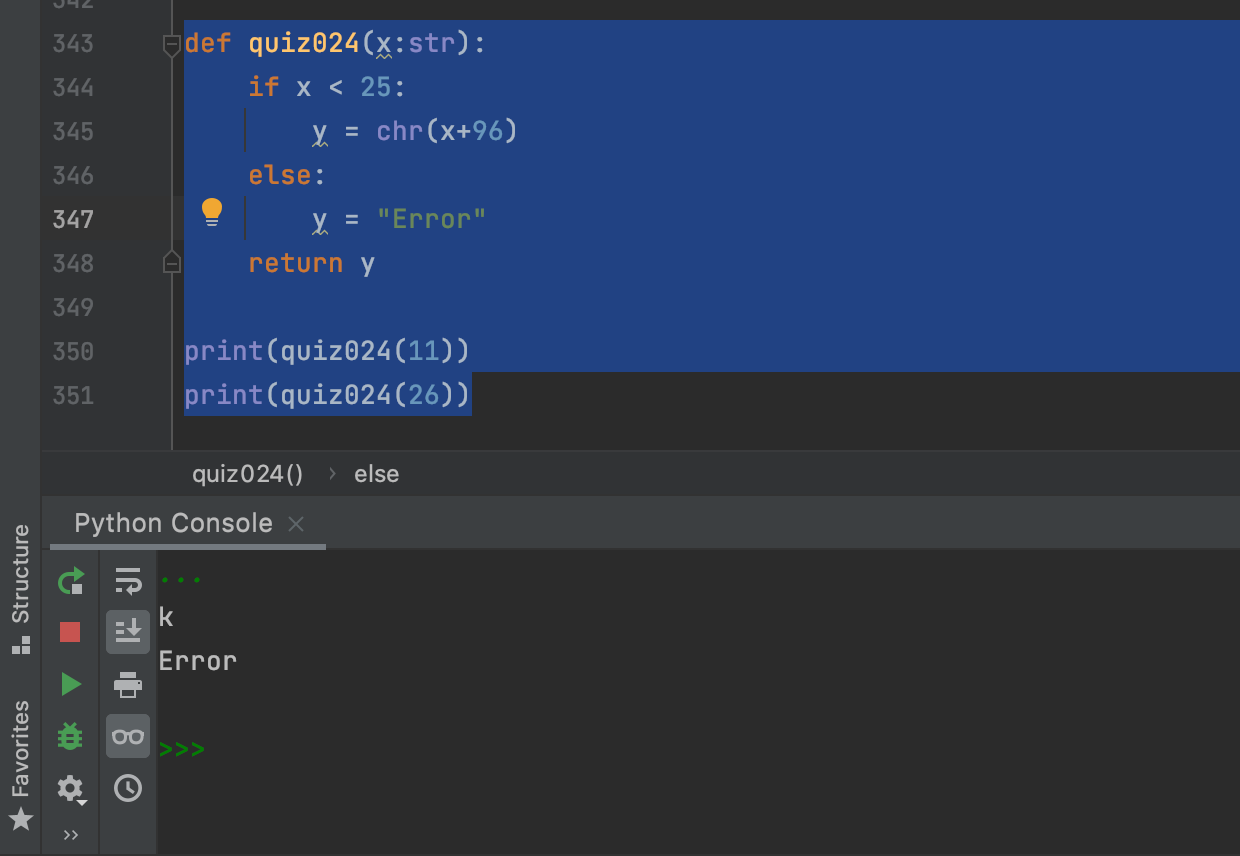 342
343 def quiz024(x:str):
344     if x < 25:
345         y = chr(x+96)
346     else:
347         y = "Error"
348     return y
349
350 print(quiz024(11))
351 print(quiz024(26))
quiz024() › else
Python Console ×
Structure
Favorites
...
k
Error
>>>